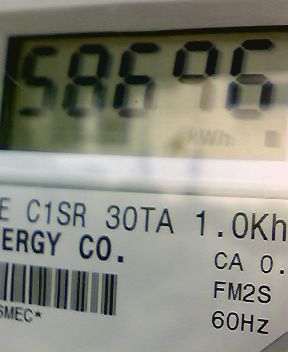 58696
kWh
E C1SR 30TA 1.0Kh
ERGY CO.
CA 0.
FM2S
SMEC*
60Hz